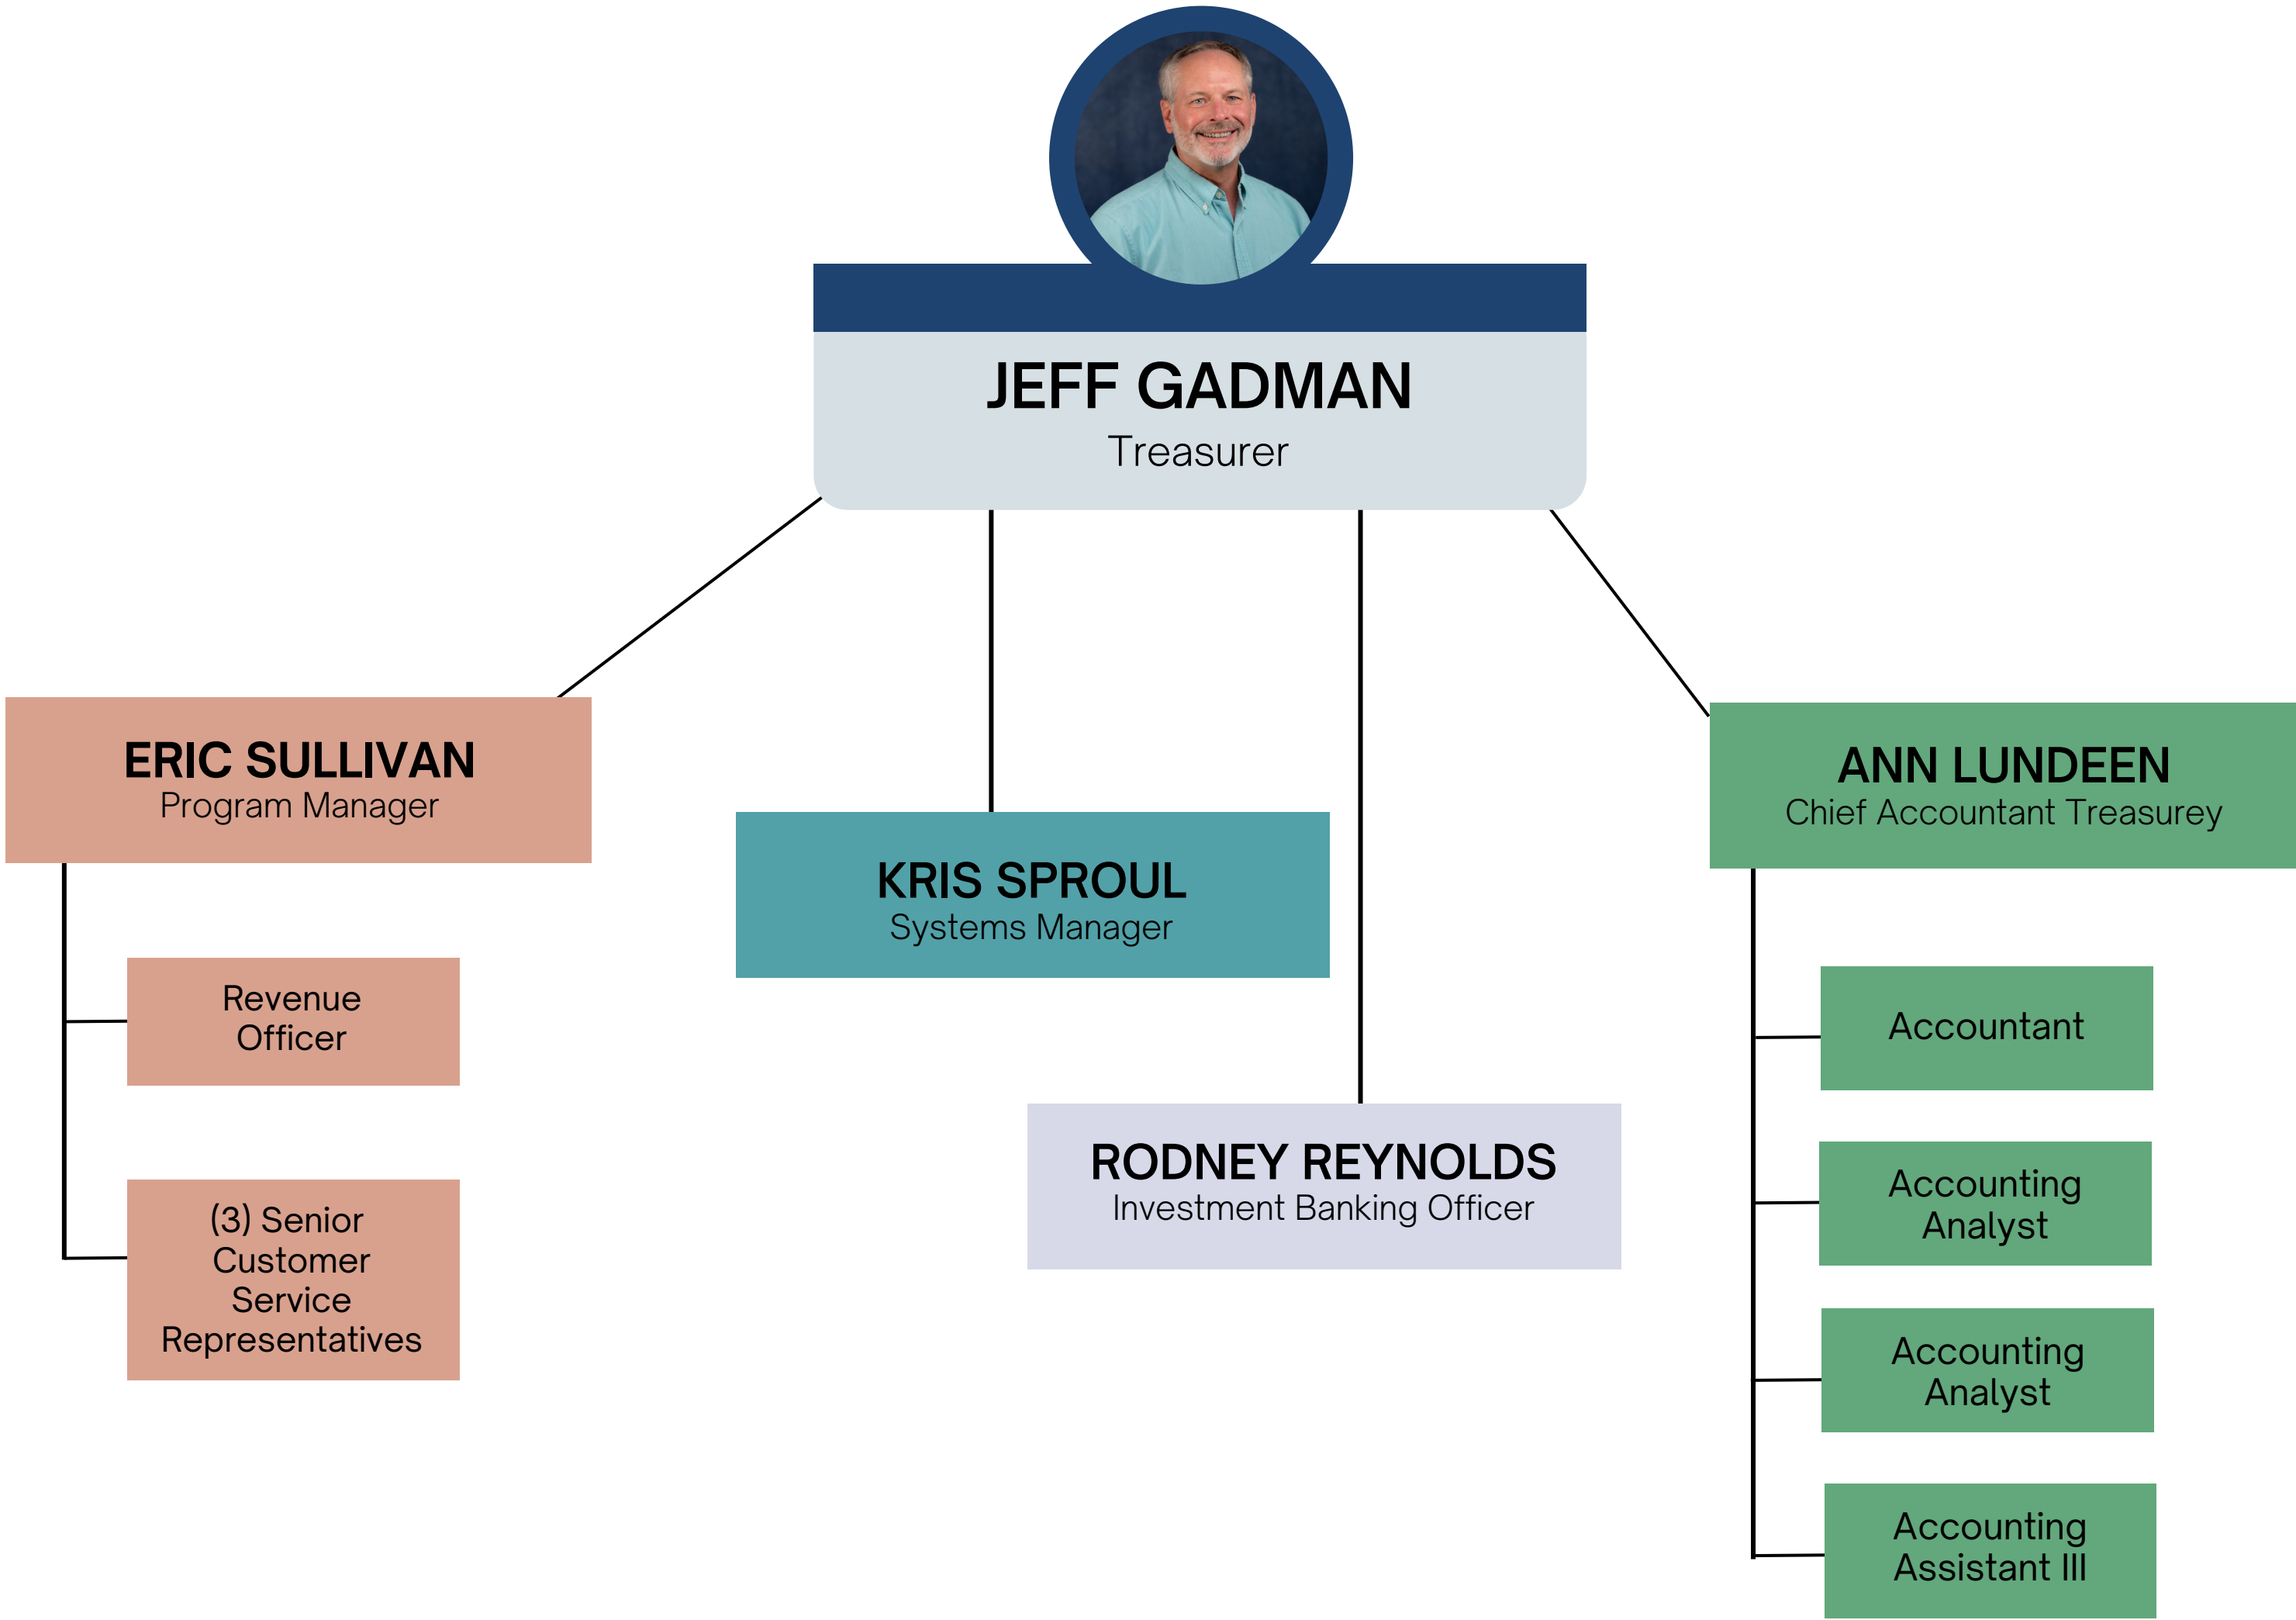 JEFF GADMAN
Treasurer
ERIC SULLIVAN
Program Manager
Revenue
Officer
(3) Senior
Customer
Service
Representatives
KRIS SPROUL
Systems Manager
RODNEY REYNOLDS
Investment Banking Officer
ANN LUNDEEN
Chief Accountant Treasurey
Accountant
Accounting
Analyst
Accounting
Analyst
Accounting
Assistant III